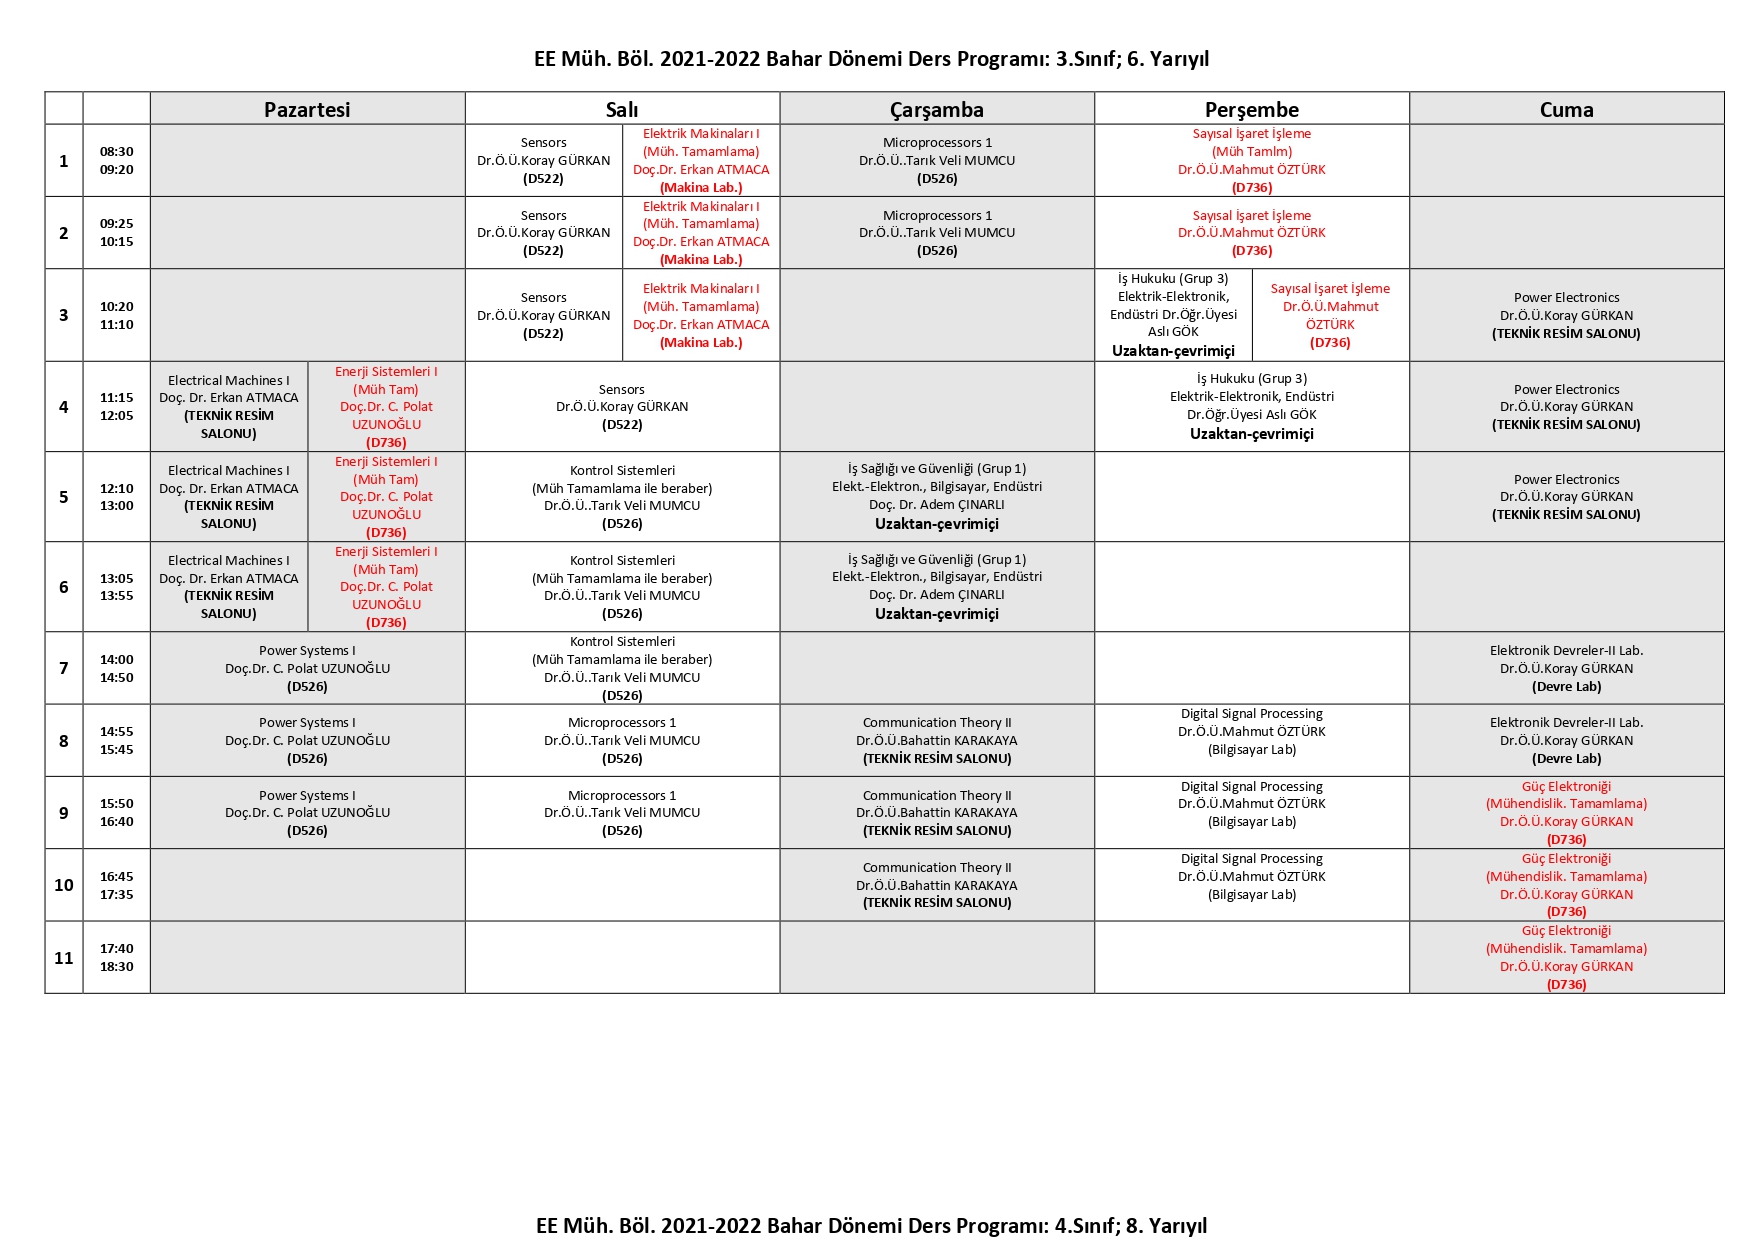 EE Müh. Böl. 2021-2022 Bahar Dönemi Ders Programı: 3.Sınıf; 6. Yarıyıl
Pazartesi
Salı
Çarşamba
Perşembe
Cuma
1
08:30
09:20
Sensors
Dr.Ö.Ü.Koray GÜRKAN
(D522)
Elektrik Makinaları I
(Müh. Tamamlama)
Doç.Dr. Erkan ATMACA
(Makina Lab.)
Microprocessors 1
Dr.Ö.Ü..Tarık Veli MUMCU
(D526)
Sayısal İşaret İşleme
(Müh Tamlm)
Dr.Ö.Ü.Mahmut ÖZTÜRK
(D736)
2
09:25
10:15
Sensors
Dr.Ö.Ü.Koray GÜRKAN
(D522)
Elektrik Makinaları I
(Müh. Tamamlama)
Doç.Dr. Erkan ATMACA
(Makina Lab.)
Microprocessors 1
Dr.Ö.Ü..Tarık Veli MUMCU
(D526)
Sayısal İşaret İşleme
Dr.Ö.Ü.Mahmut ÖZTÜRK
(D736)
3
10:20
11:10
Sensors
Dr.Ö.Ü.Koray GÜRKAN
(D522)
Elektrik Makinaları I
(Müh. Tamamlama)
Doç.Dr. Erkan ATMACA
(Makina Lab.)
İş Hukuku (Grup 3)
Elektrik-Elektronik,
Endüstri Dr.Öğr.Üyesi
Aslı GÖK
Uzaktan-çevrimiçi
Sayısal İşaret İşleme
Dr.Ö.Ü.Mahmut
ÖZTÜRK
(D736)
Power Electronics
Dr.Ö.Ü.Koray GÜRKAN
(TEKNİK RESİM SALONU)
4
11:15
12:05
Electrical Machines I
Doç. Dr. Erkan ATMACA
(TEKNİK RESİM
SALONU)
Enerji Sistemleri I
(Müh Tam)
Doç.Dr. C. Polat
UZUNOĞLU
(D736)
Sensors
Dr.Ö.Ü.Koray GÜRKAN
(D522)
İş Hukuku (Grup 3)
Elektrik-Elektronik, Endüstri
Dr.Öğr.Üyesi Aslı GÖK
Uzaktan-çevrimiçi
Power Electronics
Dr.Ö.Ü.Koray GÜRKAN
(TEKNİK RESİM SALONU)
5
12:10
13:00
Electrical Machines I
Doç. Dr. Erkan ATMACA
(TEKNİK RESİM
SALONU)
Enerji Sistemleri I
(Müh Tam)
Doç.Dr. C. Polat
UZUNOĞLU
(D736)
Kontrol Sistemleri
(Müh Tamamlama ile beraber)
Dr.Ö.Ü..Tarık Veli MUMCU
(D526)
İş Sağlığı ve Güvenliği (Grup 1)
Elekt.-Elektron., Bilgisayar, Endüstri
Doç. Dr. Adem ÇINARLI
Uzaktan-çevrimiçi
Power Electronics
Dr.Ö.Ü.Koray GÜRKAN
(TEKNİK RESİM SALONU)
6
13:05
13:55
Electrical Machines I
Doç. Dr. Erkan ATMACA
(TEKNİK RESİM
SALONU)
Enerji Sistemleri I
(Müh Tam)
Doç.Dr. C. Polat
UZUNOĞLU
(D736)
Kontrol Sistemleri
(Müh Tamamlama ile beraber)
Dr.Ö.Ü..Tarık Veli MUMCU
(D526)
İş Sağlığı ve Güvenliği (Grup 1)
Elekt.-Elektron., Bilgisayar, Endüstri
Doç. Dr. Adem ÇINARLI
Uzaktan-çevrimiçi
7
14:00
14:50
Power Systems I
Doç.Dr. C. Polat UZUNOĞLU
(D526)
Kontrol Sistemleri
(Müh Tamamlama ile beraber)
Dr.Ö.Ü..Tarık Veli MUMCU
(D526)
Elektronik Devreler-II Lab.
Dr.Ö.Ü.Koray GÜRKAN
(Devre Lab)
8
14:55
15:45
Power Systems I
Doç.Dr. C. Polat UZUNOĞLU
(D526)
Microprocessors 1
Dr.Ö.Ü..Tarık Veli MUMCU
(D526)
Communication Theory II
Dr.Ö.Ü.Bahattin KARAKAYA
(TEKNİK RESİM SALONU)
Digital Signal Processing
Dr.Ö.Ü.Mahmut ÖZTÜRK
(Bilgisayar Lab)
Elektronik Devreler-II Lab.
Dr.Ö.Ü.Koray GÜRKAN
(Devre Lab)
9
15:50
16:40
Power Systems I
Doç.Dr. C. Polat UZUNOĞLU
(D526)
Microprocessors 1
Dr.Ö.Ü..Tarık Veli MUMCU
(D526)
Communication Theory II
Dr.Ö.Ü.Bahattin KARAKAYA
(TEKNİK RESİM SALONU)
Digital Signal Processing
Dr.Ö.Ü.Mahmut ÖZTÜRK
(Bilgisayar Lab)
Güç Elektroniği
(Mühendislik. Tamamlama)
Dr.Ö.Ü.Koray GÜRKAN
(D736)
10
16:45
17:35
Communication Theory II
Dr.Ö.Ü.Bahattin KARAKAYA
(TEKNİK RESİM SALONU)
Digital Signal Processing
Dr.Ö.Ü.Mahmut ÖZTÜRK
(Bilgisayar Lab)
Güç Elektroniği
(Mühendislik. Tamamlama)
Dr.Ö.Ü.Koray GÜRKAN
(D736)
11
17:40
18:30
Güç Elektroniği
(Mühendislik. Tamamlama)
Dr.Ö.Ü.Koray GÜRKAN
(D736)
EE Müh. Böl. 2021-2022 Bahar Dönemi Ders Programı: 4.Sınıf; 8. Yarıyıl